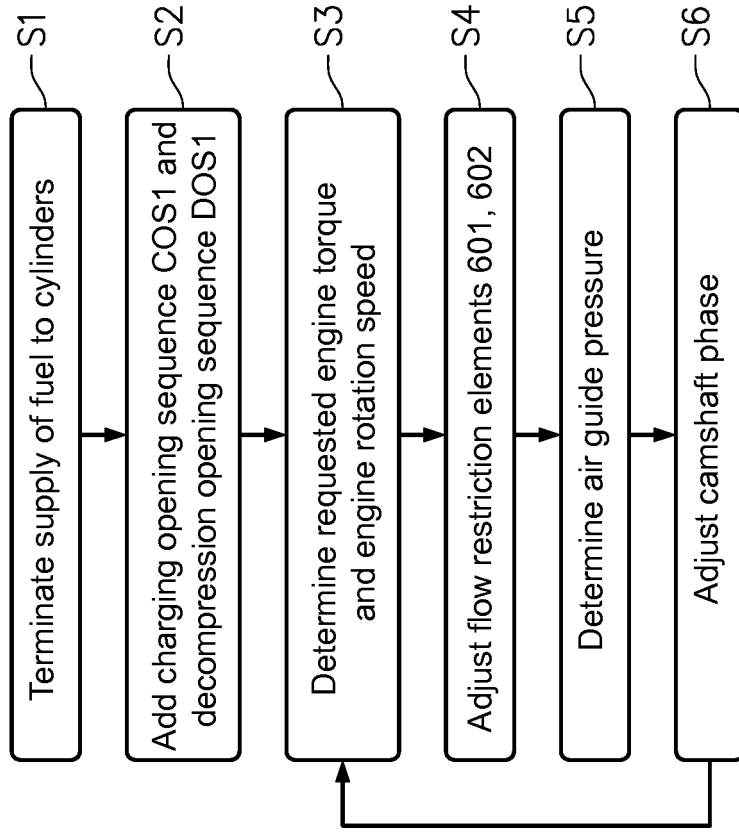 Terminate supply of fuel to cylinders
S1
Add charging opening sequence COS1 and
decompression opening sequence DOS1
S2
Determine requested engine torque
and engine rotation speed
S3
Adjust flow restriction elements 601, 602
S4
Determine air guide pressure
S5
Adjust camshaft phase
S6